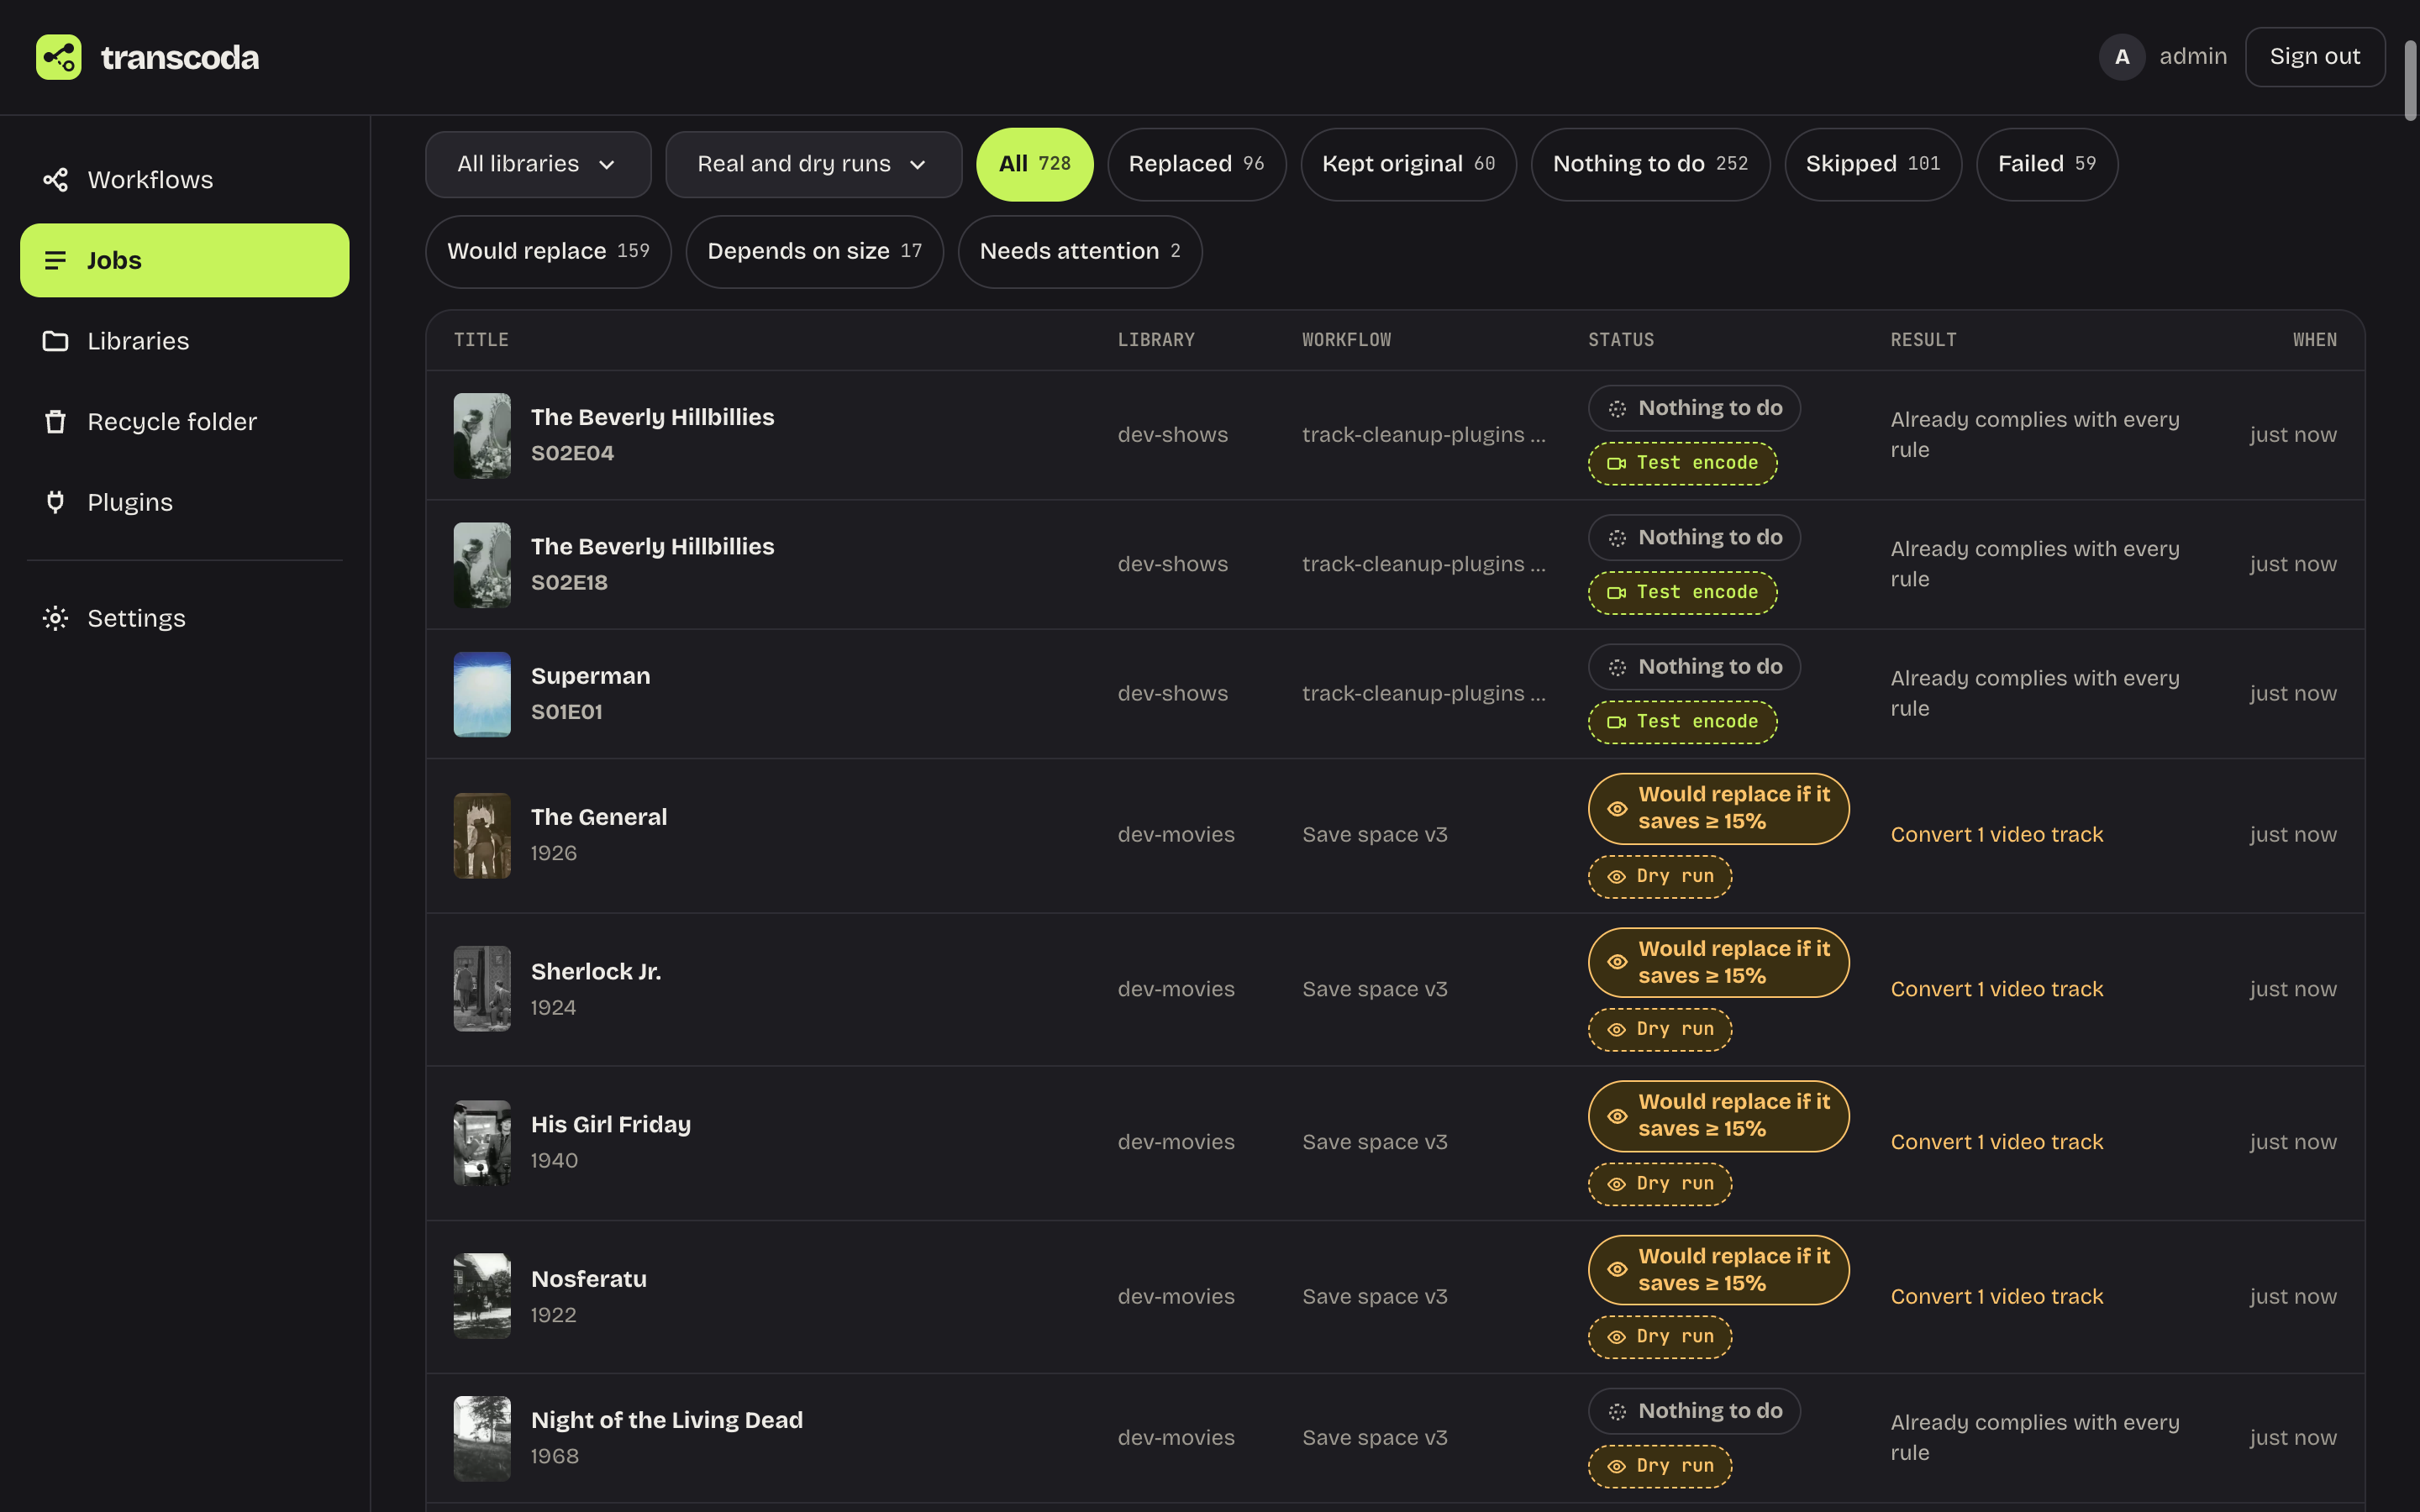 transcoda
A admin Sign out
Workflows
Jobs
Libraries
Recycle folder
Plugins
Settings
All libraries Real and dry runs All 728 Replaced 96 Kept original 60 Nothing to do 252 Skipped 101 Failed 59
Would replace 159 Depends on size 17 Needs attention 2
TITLE LIBRARY WORKFLOW STATUS RESULT WHEN
The Beverly Hillbillies
S02E04
dev-shows
track-cleanup-plugins ...
Nothing to do
Test encode
Already complies with every
rule
just now
The Beverly Hillbillies
S02E18
dev-shows
track-cleanup-plugins ...
Nothing to do
Test encode
Already complies with every
rule
just now
Superman
S01E01
dev-shows
track-cleanup-plugins ...
Nothing to do
Test encode
Already complies with every
rule
just now
The General
1926
dev-movies
Save space v3
Would replace if it
saves ≥ 15%
Dry run
Convert 1 video track
just now
Sherlock Jr.
1924
dev-movies
Save space v3
Would replace if it
saves ≥ 15%
Dry run
Convert 1 video track
just now
His Girl Friday
1940
dev-movies
Save space v3
Would replace if it
saves ≥ 15%
Dry run
Convert 1 video track
just now
Nosferatu
1922
dev-movies
Save space v3
Would replace if it
saves ≥ 15%
Dry run
Convert 1 video track
just now
Night of the Living Dead
1968
dev-movies
Save space v3
Nothing to do
Dry run
Already complies with every
rule
just now